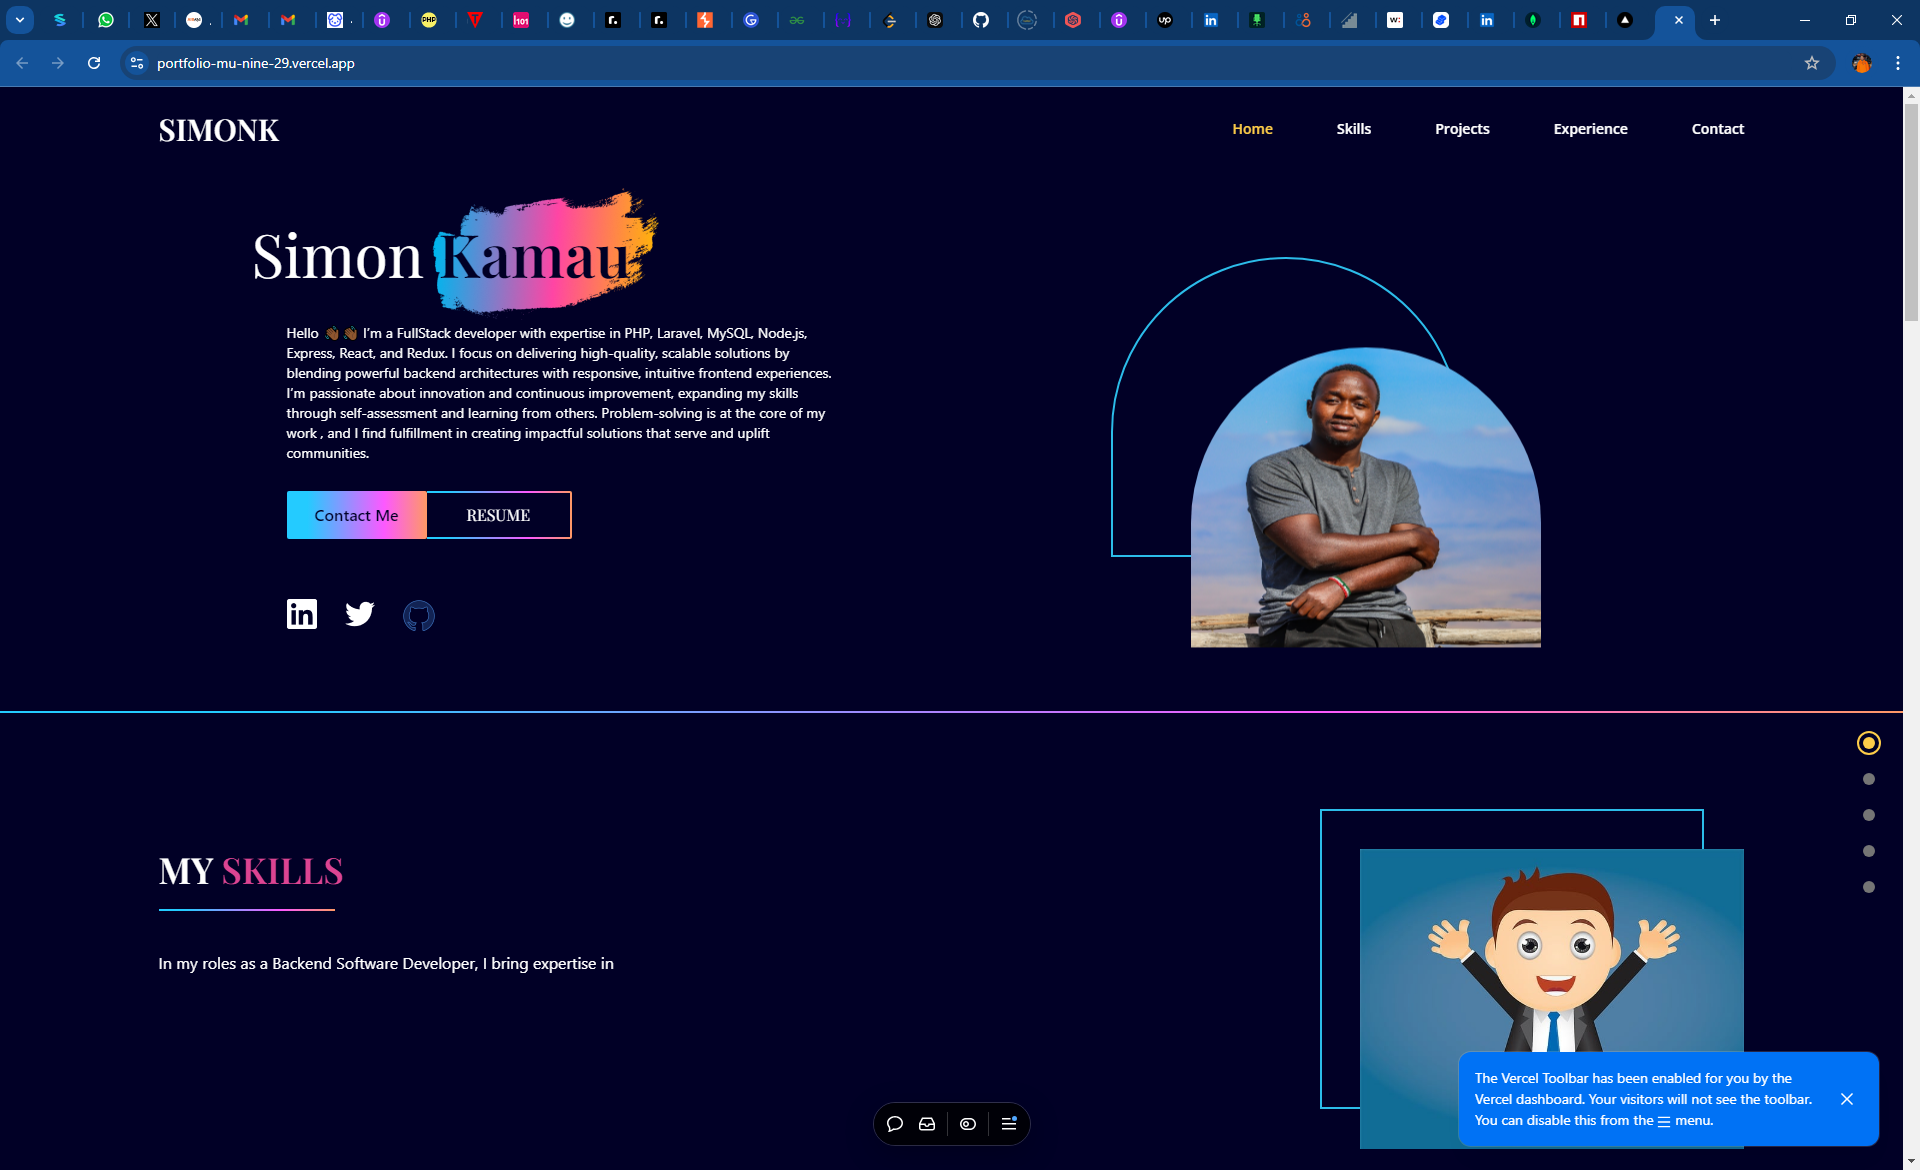 portfolio-mu-nine-29.vercel.app
SIMONK
Home Skills Projects Experience Contact
Simon Kamau
Hello 👋🏾 👋🏾 I'm a FullStack developer with expertise in PHP, Laravel, MySQL, Node.js,
Express, React, and Redux. I focus on delivering high-quality, scalable solutions by
blending powerful backend architectures with responsive, intuitive frontend experiences.
I'm passionate about innovation and continuous improvement, expanding my skills
through self-assessment and learning from others. Problem-solving is at the core of my
work , and I find fulfillment in creating impactful solutions that serve and uplift
communities.
Contact Me RESUME
MY SKILLS
In my roles as a Backend Software Developer, I bring expertise in
The Vercel Toolbar has been enabled for you by the
Vercel dashboard. Your visitors will not see the toolbar.
You can disable this from the ☰ menu.